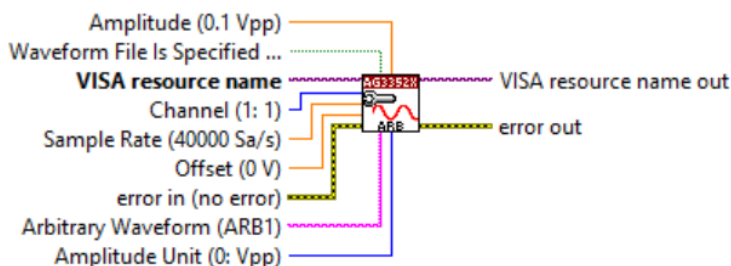 Amplitude (0.1 Vpp)
Waveform File Is Specified ...
VISA resource name
Channel (1: 1)
Sample Rate (40000 Sa/s)
Offset (0 V)
error in (no error)
Arbitrary Waveform (ARB1)
Amplitude Unit (0: Vpp)
AG3352X
ARB
VISA resource name out
error out